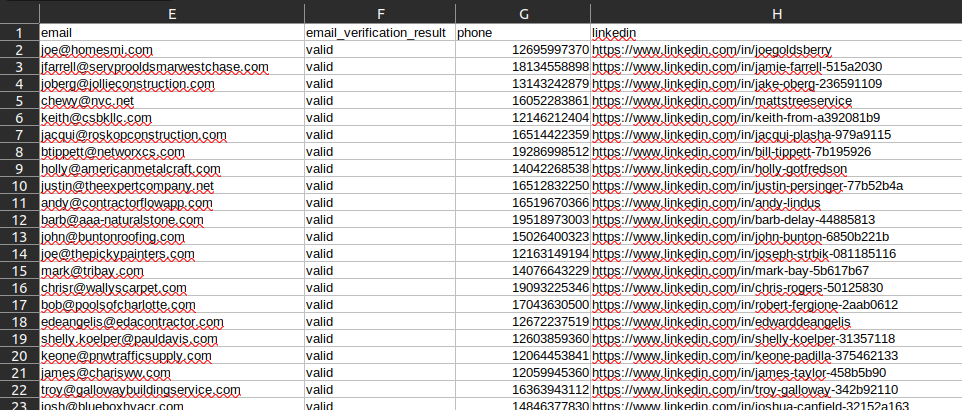 E F G H
1 email email_verification_result phone linkedin
2 joe@homesmi.com valid 12695997370 https://www.linkedin.com/in/joegoldsberry
3 jfarrell@servprooldsmarwestchase.com valid 18134558898 https://www.linkedin.com/in/jamie-farrell-515a2030
4 joberg@jollieconstruction.com valid 13143242879 https://www.linkedin.com/in/jake-oberg-236591109
5 chewy@nvc.net valid 16052283861 https://www.linkedin.com/in/mattstreeservice
6 keith@csbkllc.com valid 12146212404 https://www.linkedin.com/in/keith-from-a392081b9
7 jacqui@roskopconstruction.com valid 16514422359 https://www.linkedin.com/in/jacqui-plasha-979a9115
8 btippett@networxcs.com valid 19286998512 https://www.linkedin.com/in/bill-tippett-7b195926
9 holly@americanmetalcraft.com valid 14042268538 https://www.linkedin.com/in/holly-gotfredson
10 justin@theexpertcompany.net valid 16512832250 https://www.linkedin.com/in/justin-persinger-77b52b4a
11 andy@contractorflowapp.com valid 16519670366 https://www.linkedin.com/in/andy-lindus
12 barb@aaa-naturalstone.com valid 19518973003 https://www.linkedin.com/in/barb-delay-44885813
13 john@buntonroofing.com valid 15026400323 https://www.linkedin.com/in/john-bunton-6850b221b
14 joe@thepickypainters.com valid 12163149194 https://www.linkedin.com/in/joseph-strbik-081185116
15 mark@tribay.com valid 14076643229 https://www.linkedin.com/in/mark-bay-5b617b67
16 chrisr@wallyscarpet.com valid 19093225346 https://www.linkedin.com/in/chris-rogers-50125830
17 bob@poolsofcharlotte.com valid 17043630500 https://www.linkedin.com/in/robert-fergione-2aab0612
18 edeangelis@edacontractor.com valid 12672237519 https://www.linkedin.com/in/edwarddeangelis
19 shelly.koelper@pauldavis.com valid 12603859360 https://www.linkedin.com/in/shelly-koelper-31357118
20 keone@pnwtrafficsupply.com valid 12064453841 https://www.linkedin.com/in/keone-padilla-375462133
21 james@charisww.com valid 12059945360 https://www.linkedin.com/in/james-taylor-458b5b90
22 troy@gallowaybuildingservice.com valid 16363943112 https://www.linkedin.com/in/troy-galloway-342b92110
23 josh@blueboxhvacr.com valid 14846377830 https://www.linkedin.com/in/joshua-canfield-32152a163